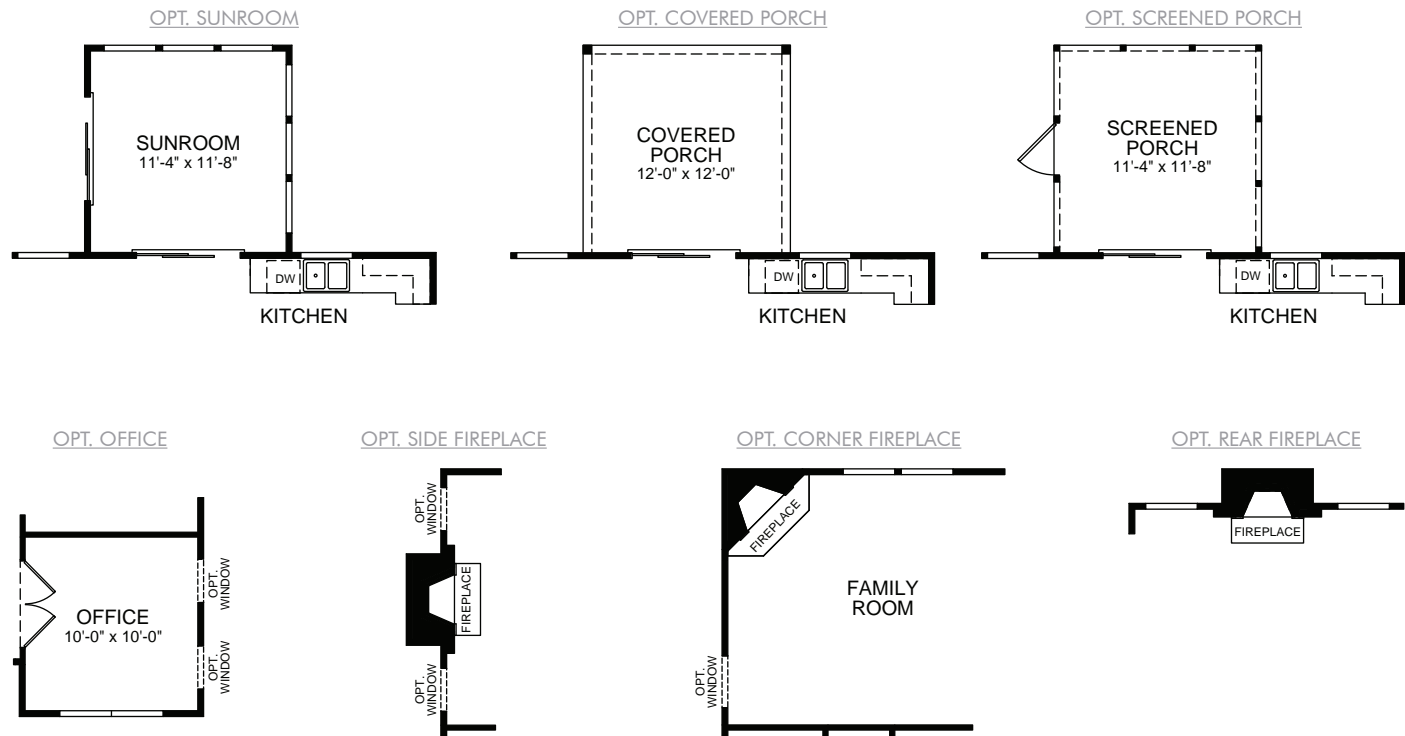 OPT. SUNROOM
SUNROOM
11'-4" x 11'-8"
DW
KITCHEN
OPT. COVERED PORCH
COVERED
PORCH
12'-0" x 12'-0"
DW
KITCHEN
OPT. SCREENED PORCH
SCREENED
PORCH
11'-4" x 11'-8"
DW
KITCHEN
OPT. OFFICE
OFFICE
10'-0" x 10'-0"
OPT.
WINDOW
OPT.
WINDOW
OPT. SIDE FIREPLACE
OPT.
WINDOW
FIREPLACE
OPT.
WINDOW
OPT. CORNER FIREPLACE
FIREPLACE
FAMILY
ROOM
OPT.
WINDOW
OPT. REAR FIREPLACE
FIREPLACE